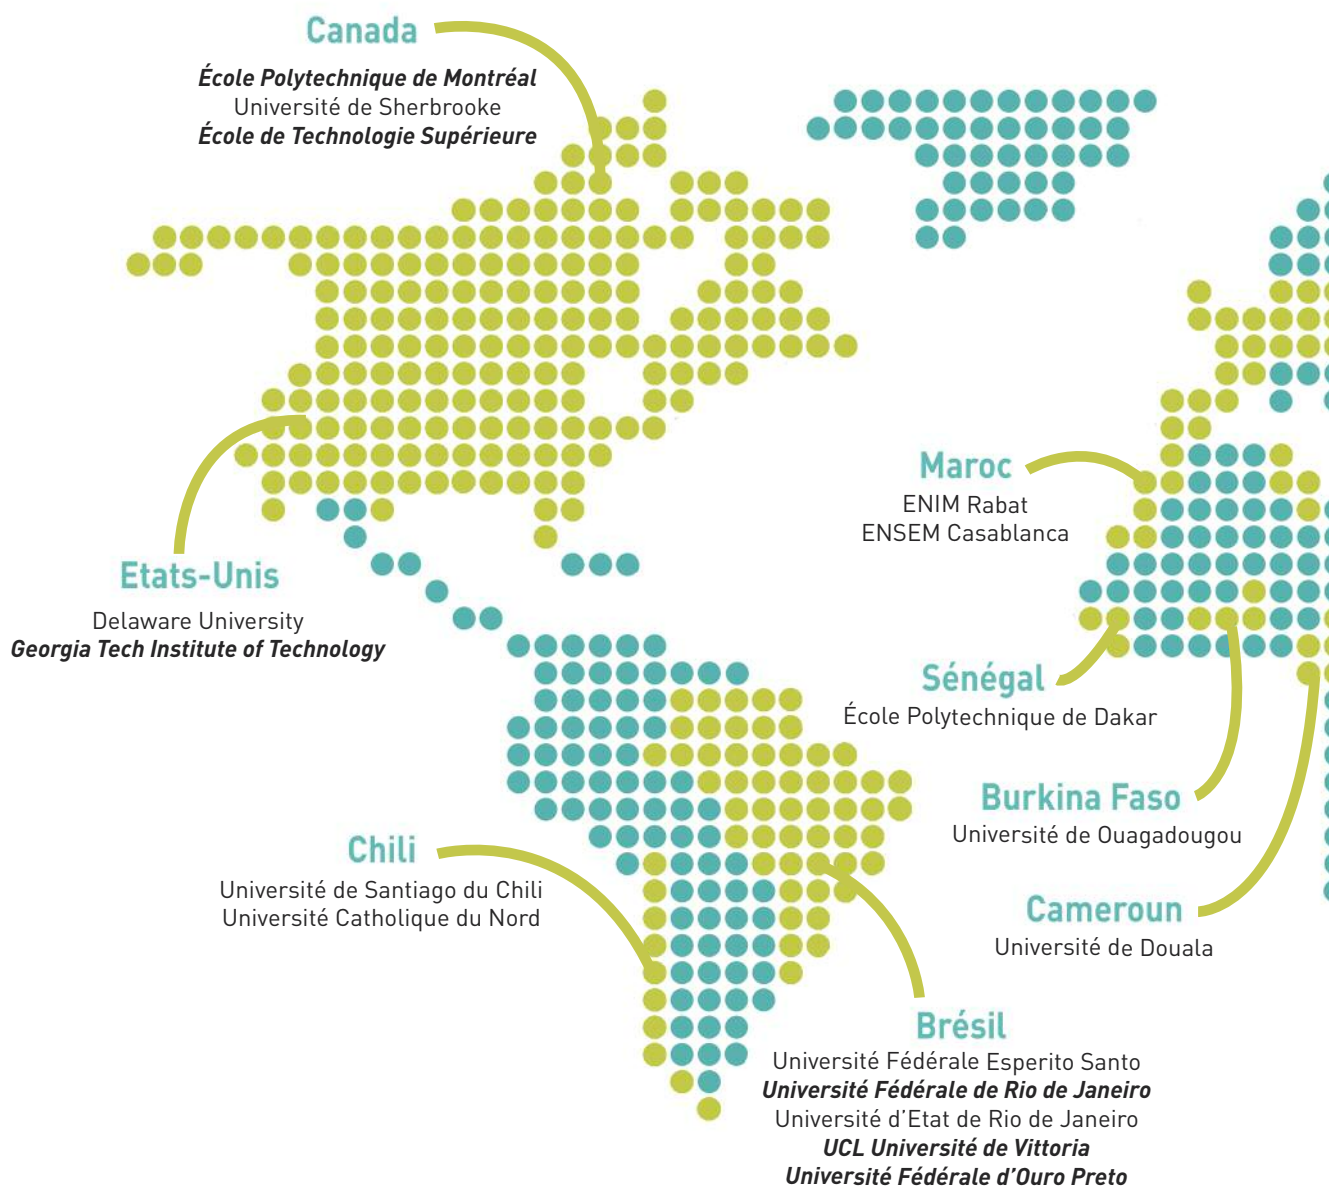 Canada
École Polytechnique de Montréal
Université de Sherbrooke
École de Technologie Supérieure
Maroc
ENIM Rabat
ENSEM Casablanca
Etats-Unis
Delaware University
Georgia Tech Institute of Technology
Sénégal
École Polytechnique de Dakar
Burkina Faso
Université de Ouagadougou
Chili
Université de Santiago du Chili
Université Catholique du Nord
Cameroun
Université de Douala
Brésil
Université Fédérale Esperito Santo
Université Fédérale de Rio de Janeiro
Université d’Etat de Rio de Janeiro
UCL Université de Vittoria
Université Fédérale d’Ouro Preto